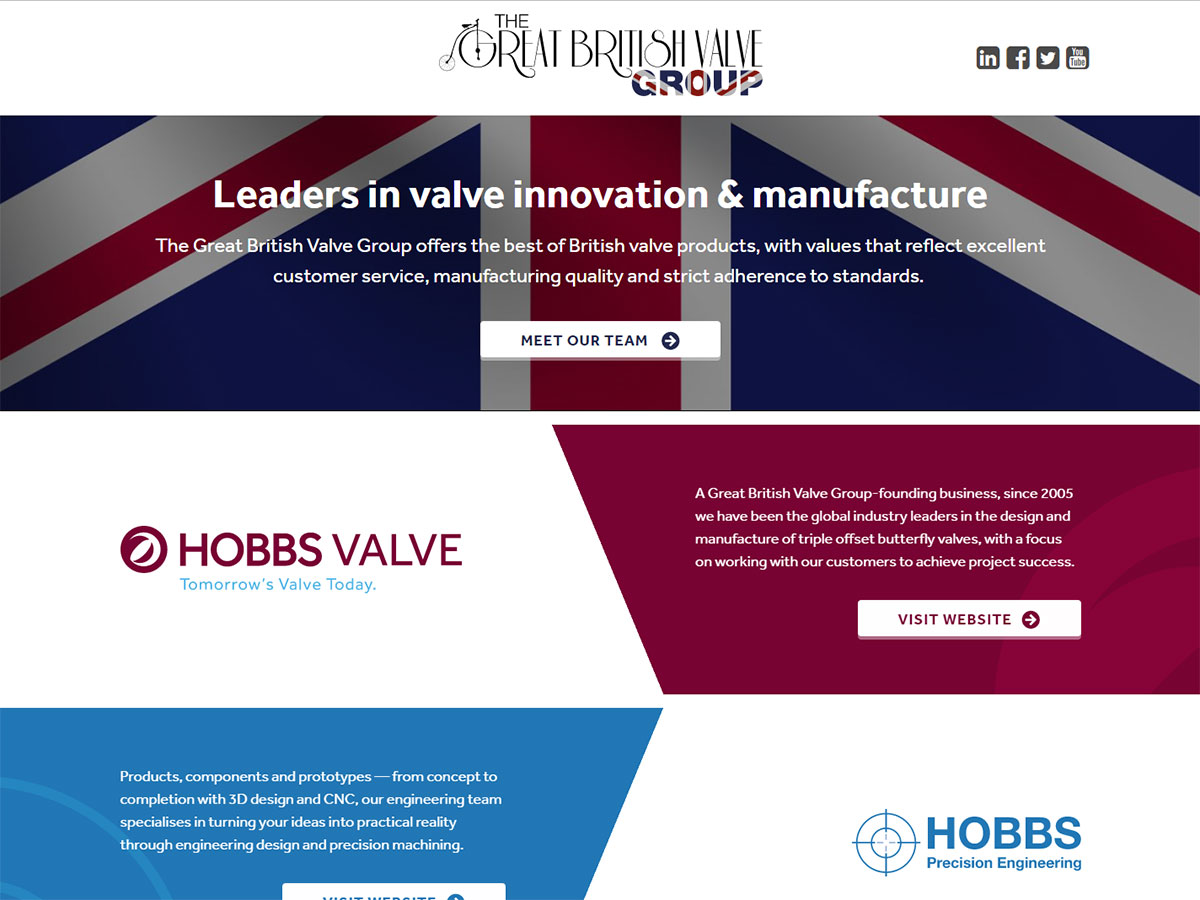 THE
GREAT BRITISH VALVE
GROUP
in f You Tube
Leaders in valve innovation & manufacture
The Great British Valve Group offers the best of British valve products, with values that reflect excellent
customer service, manufacturing quality and strict adherence to standards.
MEET OUR TEAM
A Great British Valve Group-founding business, since 2005
we have been the global industry leaders in the design and
manufacture of triple offset butterfly valves, with a focus
on working with our customers to achieve project success.
HOBBS VALVE
Tomorrow's Valve Today.
VISIT WEBSITE
Products, components and prototypes — from concept to
completion with 3D design and CNC, our engineering team
specialises in turning your ideas into practical reality
through engineering design and precision machining.
HOBBS
Precision Engineering
VISIT WEBSITE